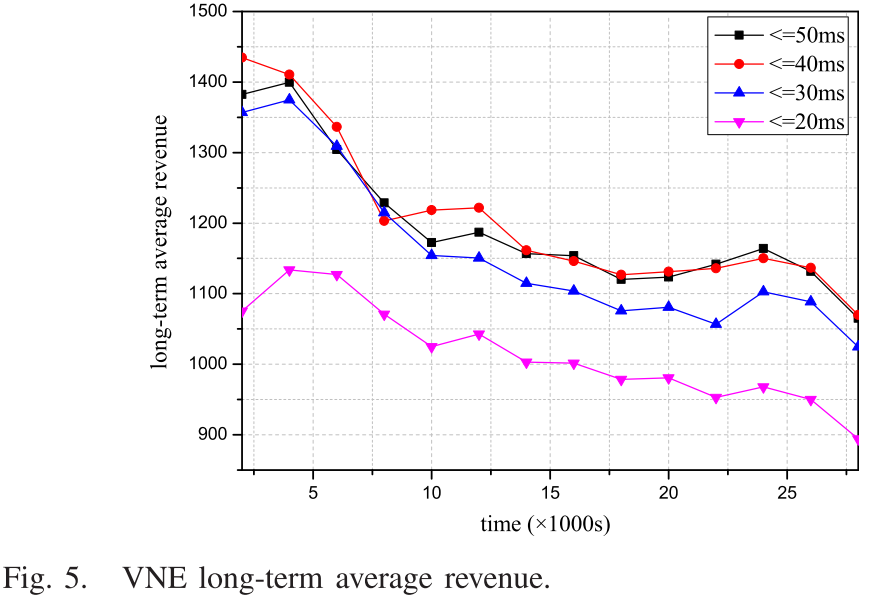 1500
1400
1300
1200
1100
1000
900
long-term average revenue
<=50ms
<=40ms
<=30ms
<=20ms
5 10 15 20 25
time (×1000s)
Fig. 5. VNE long-term average revenue.